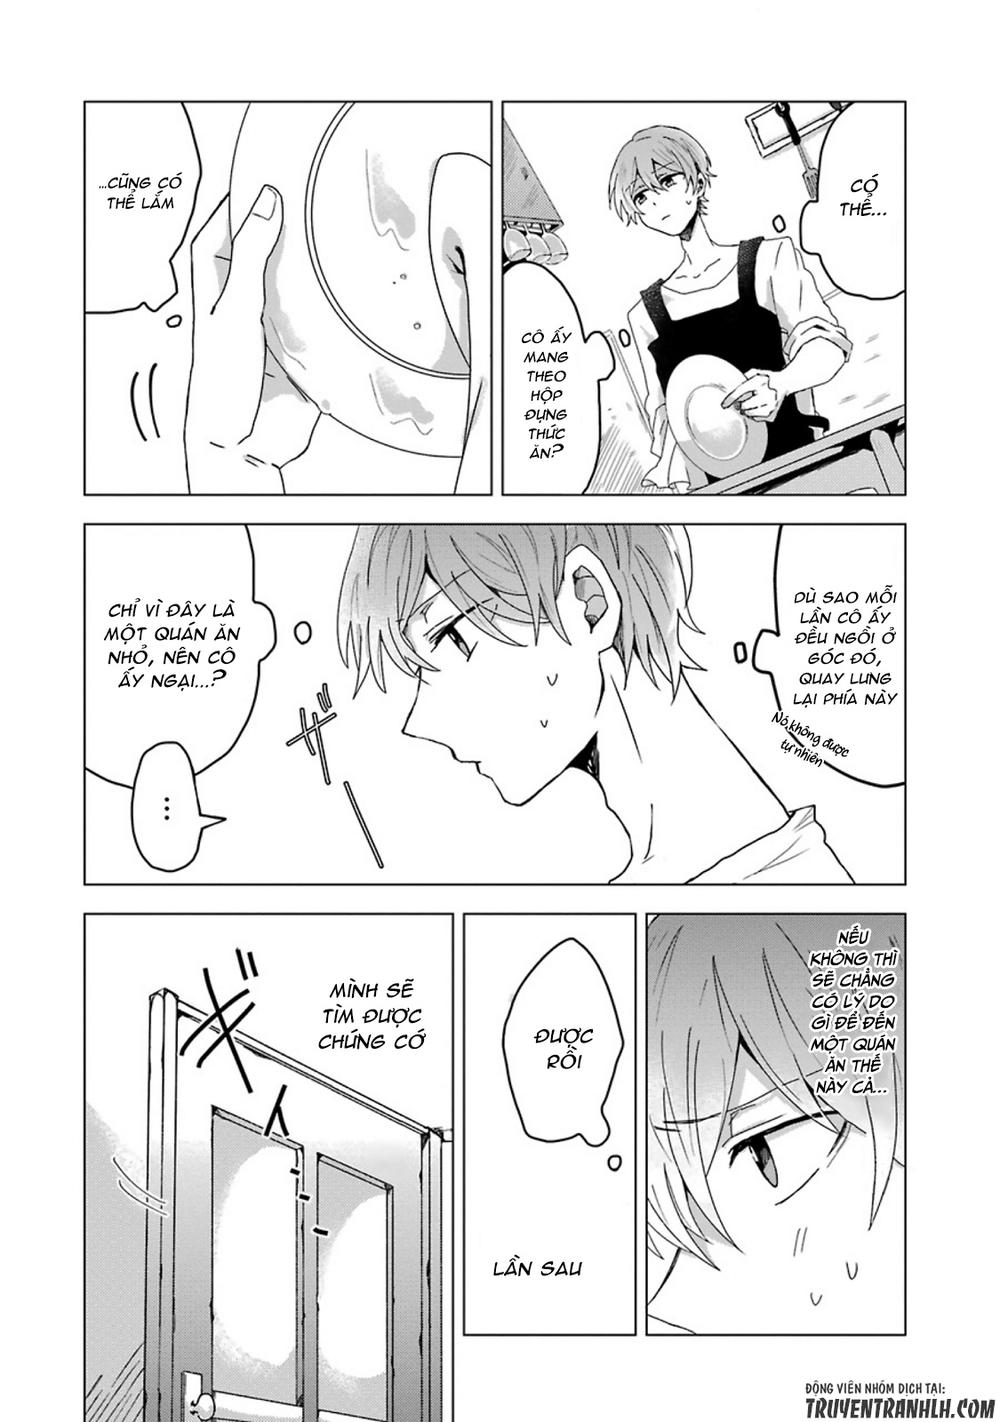 CÓ
THỂ...
CÔ ẤY
MANG
THEO
HỘP
ĐỰNG
THỨC
ĂN?
...CŨNG CÓ
THỂ LẮM
DÙ SAO MỖI
LẦN CÔ ẤY
ĐỀU NGỒI Ở
GÓC ĐÓ,
QUAY LƯNG
LẠI PHÍA NÀY
Nó không được
tự nhiên
CHỈ VÌ ĐÂY LÀ
MỘT QUÁN ĂN
NHỎ, NÊN CÔ
ẤY NGẠI...?
ザッ
...
NẾU
KHÔNG THÌ
SẼ CHẲNG
CÓ LÝ DO
GÌ ĐỂ ĐẾN
MỘT QUÁN
ĂN THẾ
NÀY CẢ...
ĐƯỢC
RỒI
LẦN SAU
MÌNH SẼ
TÌM ĐƯỢC
CHỨNG CỚ
ギイ...
ĐỘNG VIÊN NHÓM DỊCH TẠI:
TRUYENTRANHLH.COM